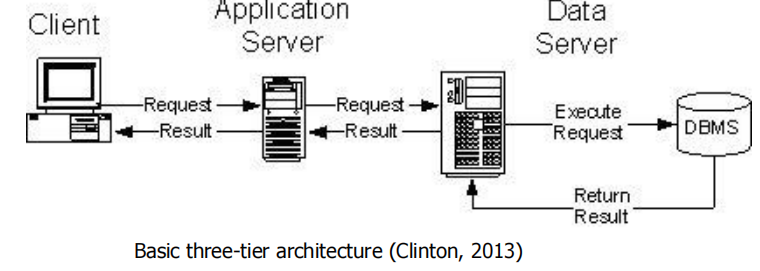 Client
Application
Server
Data
Server
Request
Result
Request
Result
Execute
Request
DBMS
Return
Result
Basic three-tier architecture (Clinton, 2013)